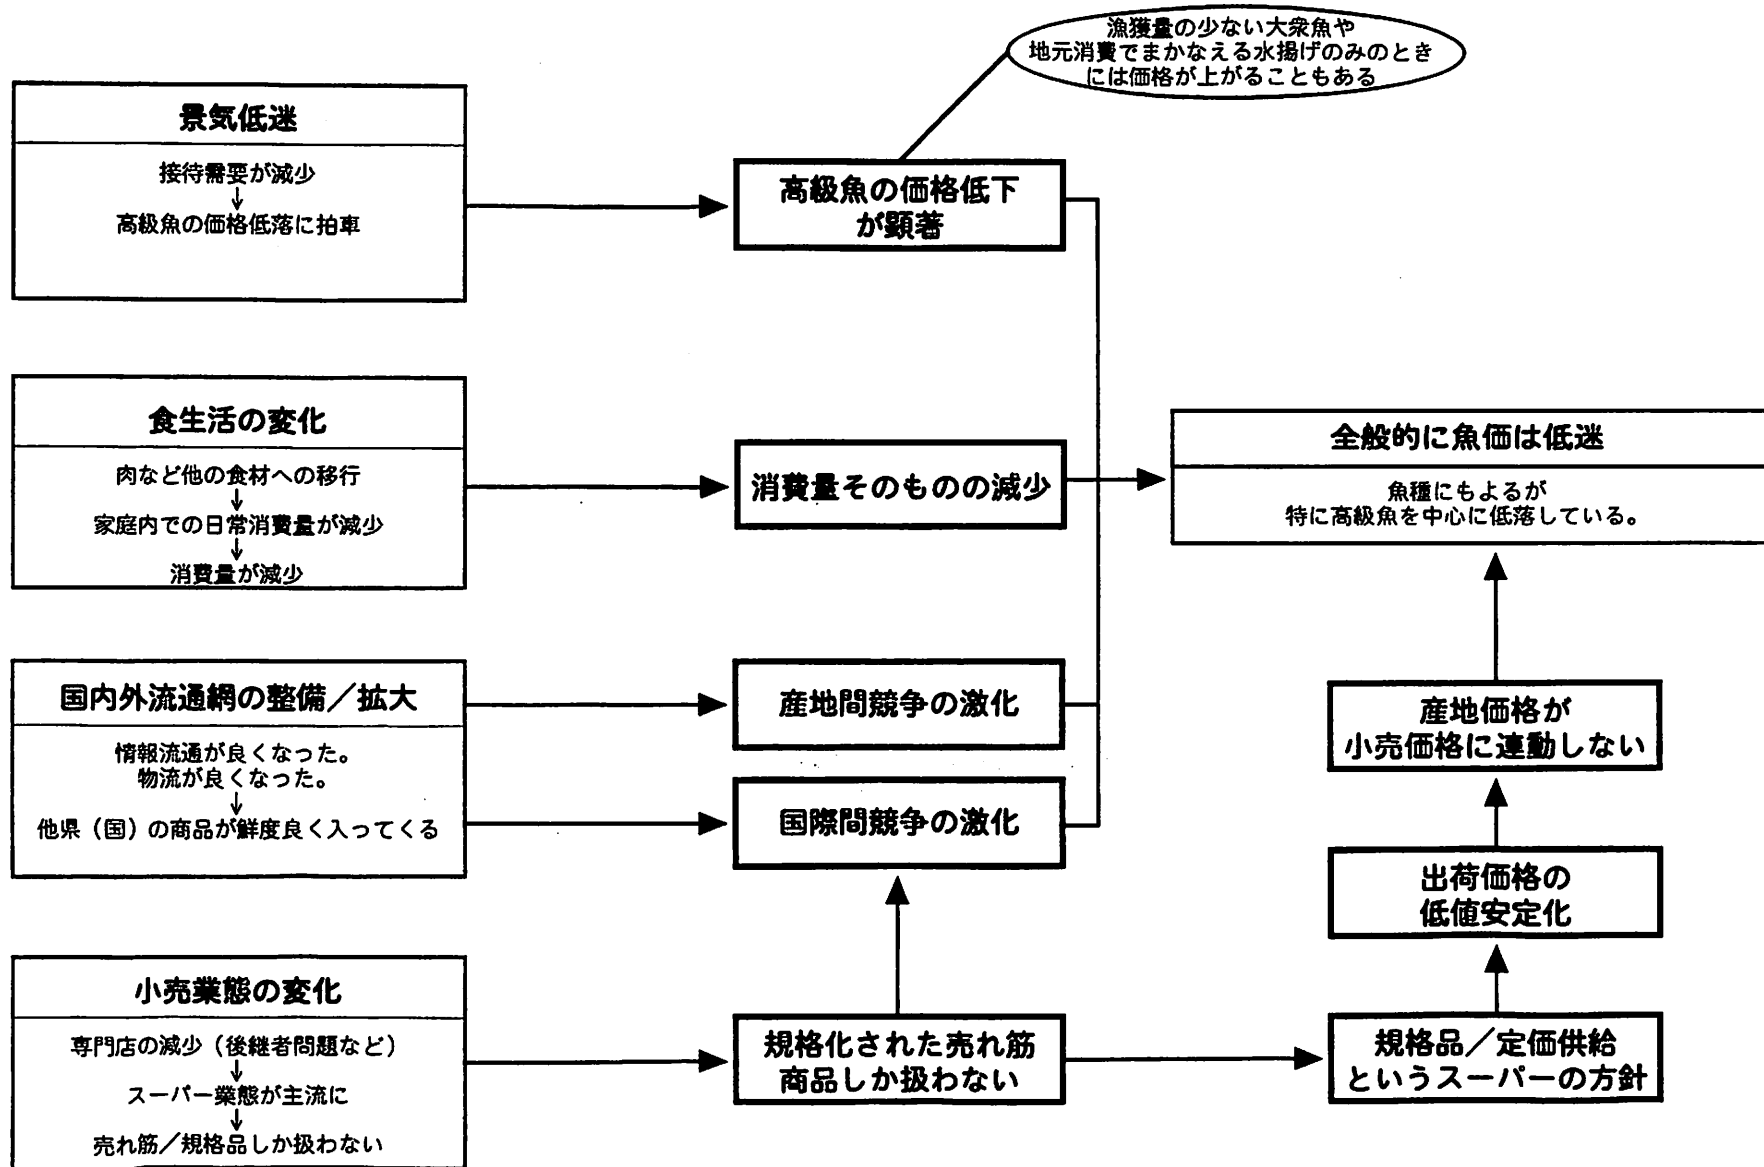 漁獲量の少ない大衆魚や
地元消費でまかなえる水揚げのみのとき
には価格が上がることもある
景気低迷
接待需要が減少
↓
高級魚の価格低落に拍車
高級魚の価格低下
が顕著
食生活の変化
肉など他の食材への移行
↓
家庭内での日常消費量が減少
↓
消費量が減少
消費量そのものの減少
全般的に魚価は低迷
魚種にもよるが
特に高級魚を中心に低落している。
国内外流通網の整備／拡大
情報流通が良くなった。
物流が良くなった。
↓
他県（国）の商品が鮮度良く入ってくる
産地間競争の激化
国際間競争の激化
産地価格が
小売価格に連動しない
出荷価格の
低値安定化
小売業態の変化
専門店の減少（後継者問題など）
↓
スーパー業態が主流に
↓
売れ筋／規格品しか扱わない
規格化された売れ筋
商品しか扱わない
規格品／定価供給
というスーパーの方針